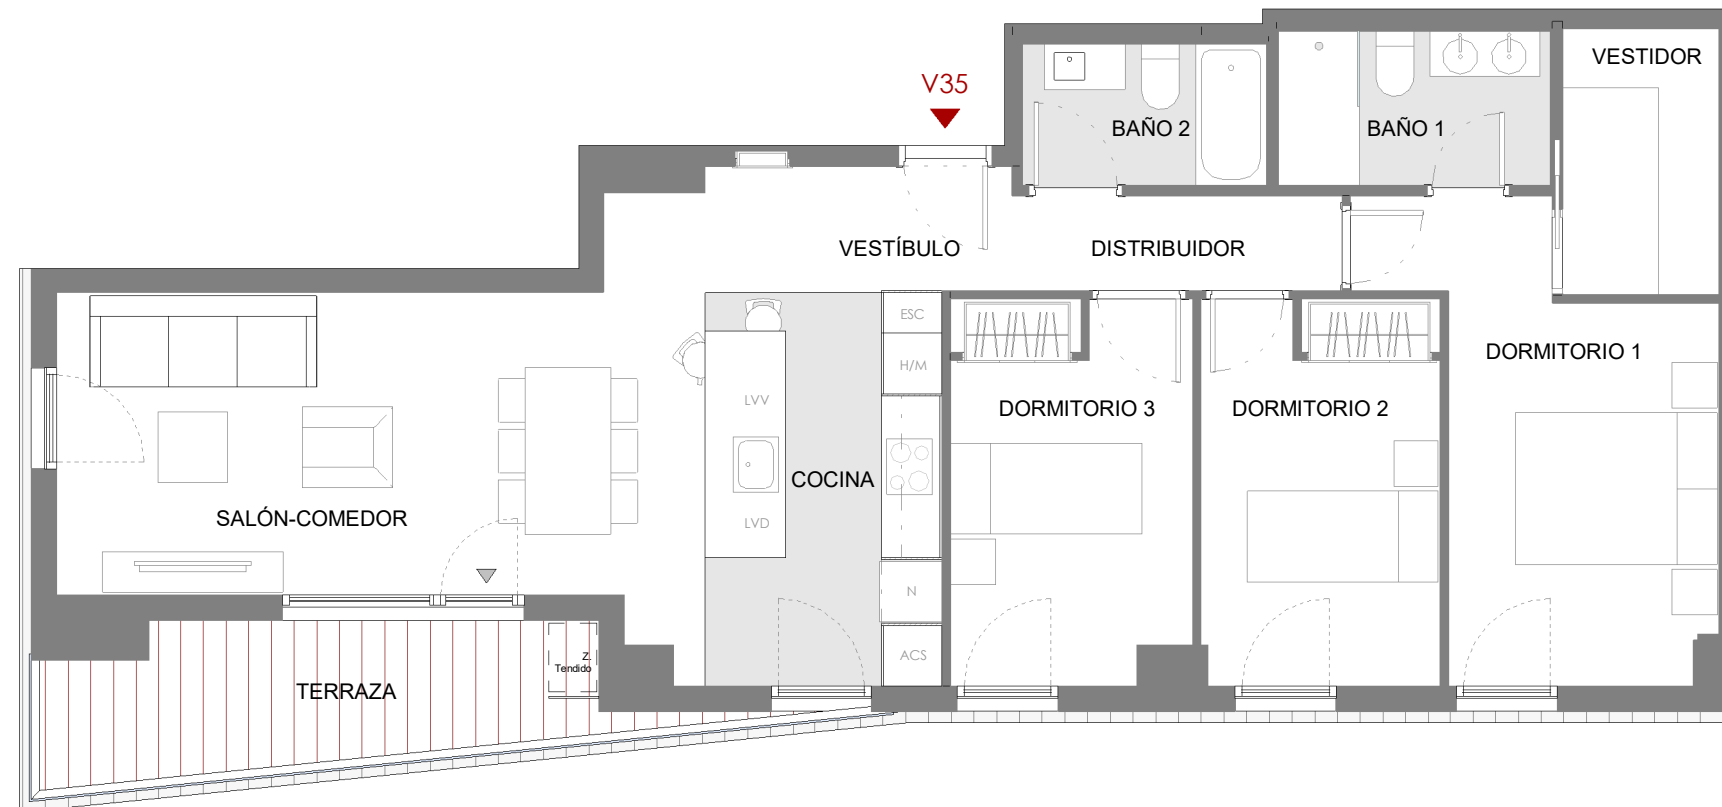 VESTIDOR
V35
BAÑO 2
BAÑO 1
VESTÍBULO
DISTRIBUIDOR
ESC
H/M
DORMITORIO 1
LVV
DORMITORIO 3
DORMITORIO 2
COCINA
SALÓN-COMEDOR
LVD
N
ACS
Z.
Tendido
TERRAZA